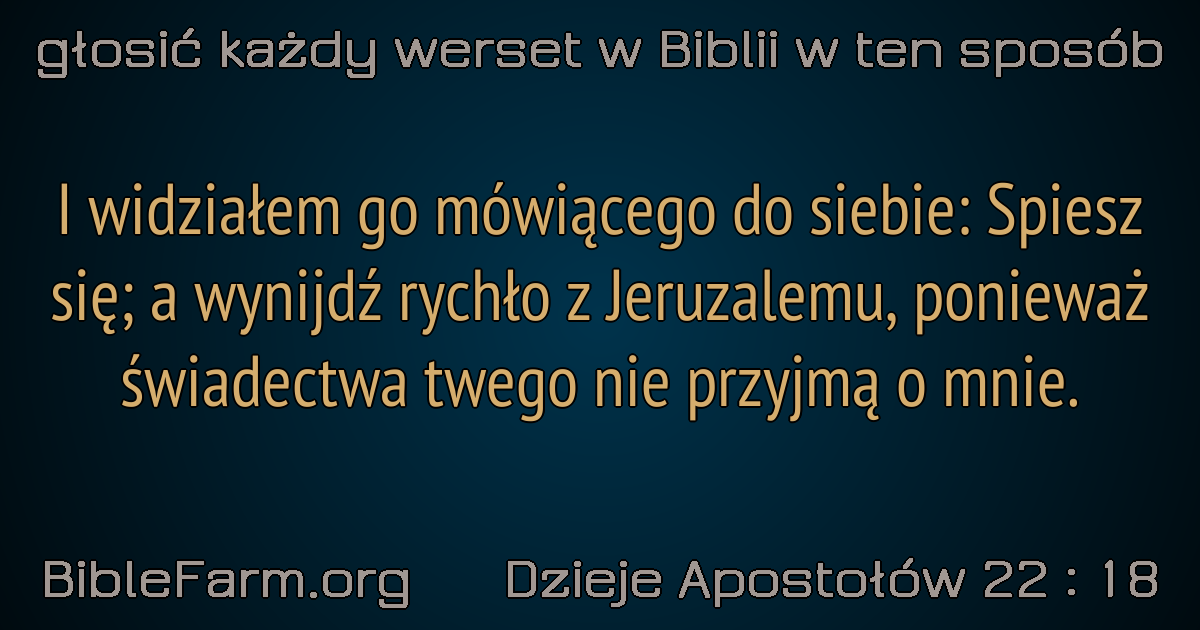 głosić każdy werset w Biblii w ten sposób
I widziałem go mówiącego do siebie: Spiesz
się; a wynijdź rychło z Jeruzalemu, ponieważ
świadectwa twego nie przyjmą o mnie.
BibleFarm.org Dzieje Apostołów 22 : 18